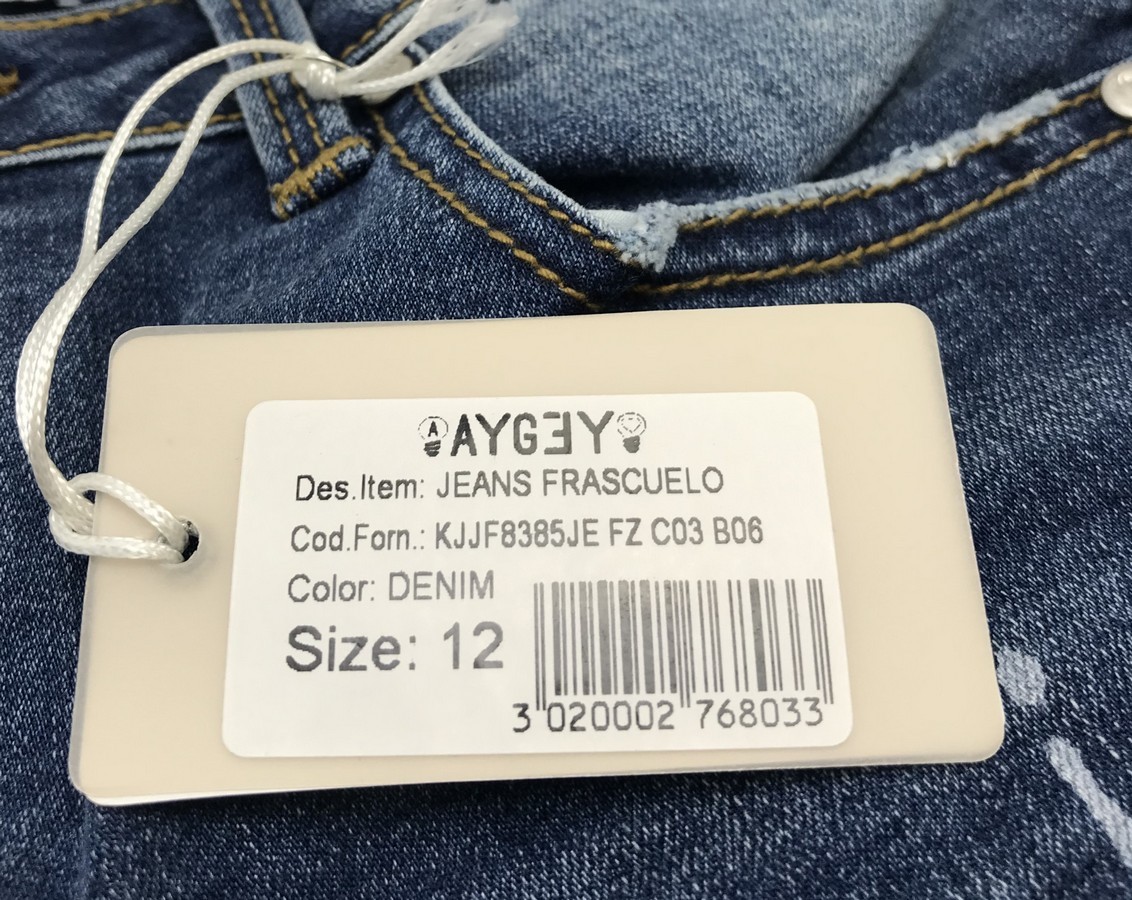 AYGEY
Des.Item: JEANS FRASCUELO
Cod.Forn.: KJJF8385JE FZ C03 B06
Color: DENIM
Size: 12
3 020002 768033